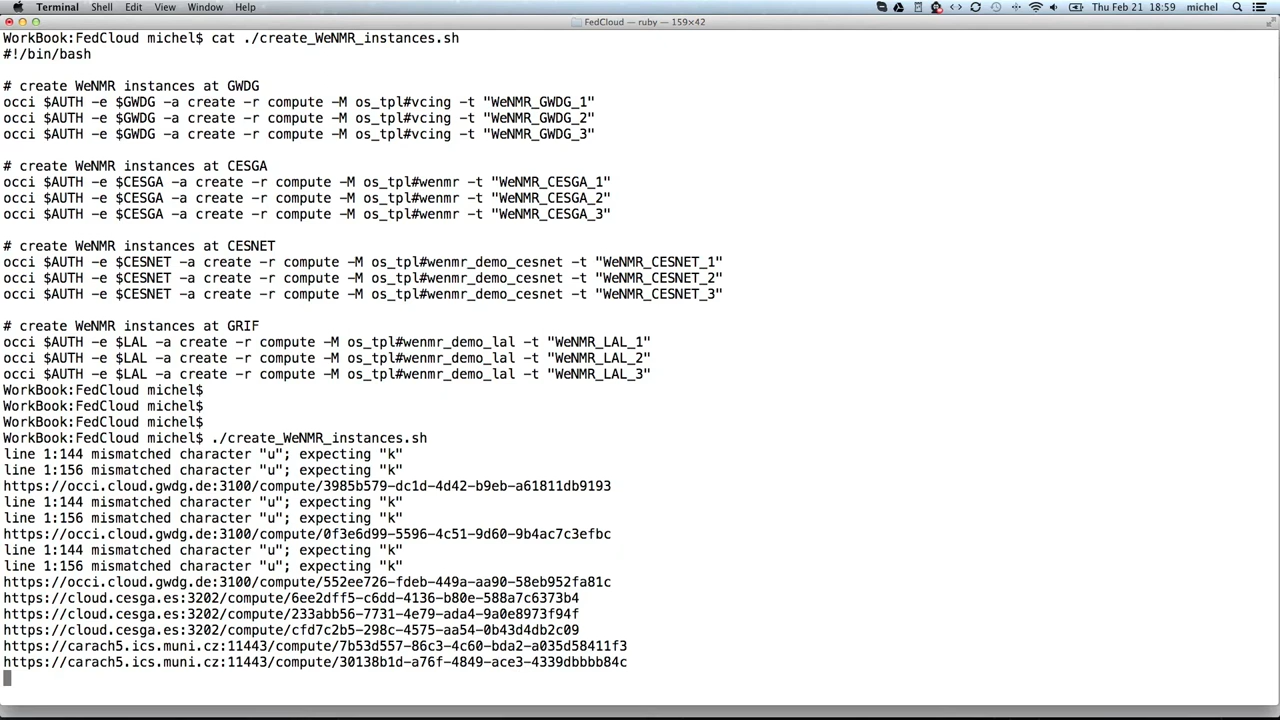 Terminal Shell Edit View Window Help Thu Feb 21 18:59 michel
FedCloud — ruby — 159×42
WorkBook:FedCloud michel$ cat ./create_WeNMR_instances.sh
#!/bin/bash
# create WeNMR instances at GWDG
occi $AUTH -e $GWDG -a create -r compute -M os_tpl#vcing -t "WeNMR_GWDG_1"
occi $AUTH -e $GWDG -a create -r compute -M os_tpl#vcing -t "WeNMR_GWDG_2"
occi $AUTH -e $GWDG -a create -r compute -M os_tpl#vcing -t "WeNMR_GWDG_3"
# create WeNMR instances at CESGA
occi $AUTH -e $CESGA -a create -r compute -M os_tpl#wenmr -t "WeNMR_CESGA_1"
occi $AUTH -e $CESGA -a create -r compute -M os_tpl#wenmr -t "WeNMR_CESGA_2"
occi $AUTH -e $CESGA -a create -r compute -M os_tpl#wenmr -t "WeNMR_CESGA_3"
# create WeNMR instances at CESNET
occi $AUTH -e $CESNET -a create -r compute -M os_tpl#wenmr_demo_cesnet -t "WeNMR_CESNET_1"
occi $AUTH -e $CESNET -a create -r compute -M os_tpl#wenmr_demo_cesnet -t "WeNMR_CESNET_2"
occi $AUTH -e $CESNET -a create -r compute -M os_tpl#wenmr_demo_cesnet -t "WeNMR_CESNET_3"
# create WeNMR instances at GRIF
occi $AUTH -e $LAL -a create -r compute -M os_tpl#wenmr_demo_lal -t "WeNMR_LAL_1"
occi $AUTH -e $LAL -a create -r compute -M os_tpl#wenmr_demo_lal -t "WeNMR_LAL_2"
occi $AUTH -e $LAL -a create -r compute -M os_tpl#wenmr_demo_lal -t "WeNMR_LAL_3"
WorkBook:FedCloud michel$
WorkBook:FedCloud michel$
WorkBook:FedCloud michel$
WorkBook:FedCloud michel$ ./create_WeNMR_instances.sh
line 1:144 mismatched character "u"; expecting "k"
line 1:156 mismatched character "u"; expecting "k"
https://occi.cloud.gwdg.de:3100/compute/3985b579-dc1d-4d42-b9eb-a61811db9193
line 1:144 mismatched character "u"; expecting "k"
line 1:156 mismatched character "u"; expecting "k"
https://occi.cloud.gwdg.de:3100/compute/0f3e6d99-5596-4c51-9d60-9b4ac7c3efbc
line 1:144 mismatched character "u"; expecting "k"
line 1:156 mismatched character "u"; expecting "k"
https://occi.cloud.gwdg.de:3100/compute/552ee726-fdeb-449a-aa90-58eb952fa81c
https://cloud.cesga.es:3202/compute/6ee2dff5-c6dd-4136-b80e-588a7c6373b4
https://cloud.cesga.es:3202/compute/233abb56-7731-4e79-ada4-9a0e8973f94f
https://cloud.cesga.es:3202/compute/cfd7c2b5-298c-4575-aa54-0b43d4db2c09
https://carach5.ics.muni.cz:11443/compute/7b53d557-86c3-4c60-bda2-a035d58411f3
https://carach5.ics.muni.cz:11443/compute/30138b1d-a76f-4849-ace3-4339dbbbb84c